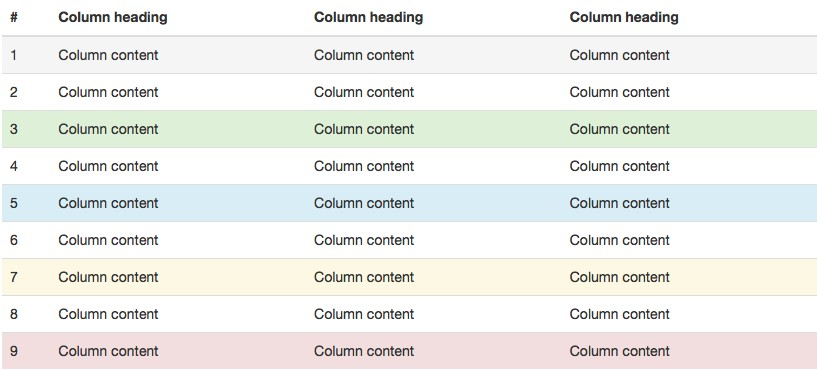 # Column heading Column heading Column heading
1 Column content Column content Column content
2 Column content Column content Column content
3 Column content Column content Column content
4 Column content Column content Column content
5 Column content Column content Column content
6 Column content Column content Column content
7 Column content Column content Column content
8 Column content Column content Column content
9 Column content Column content Column content